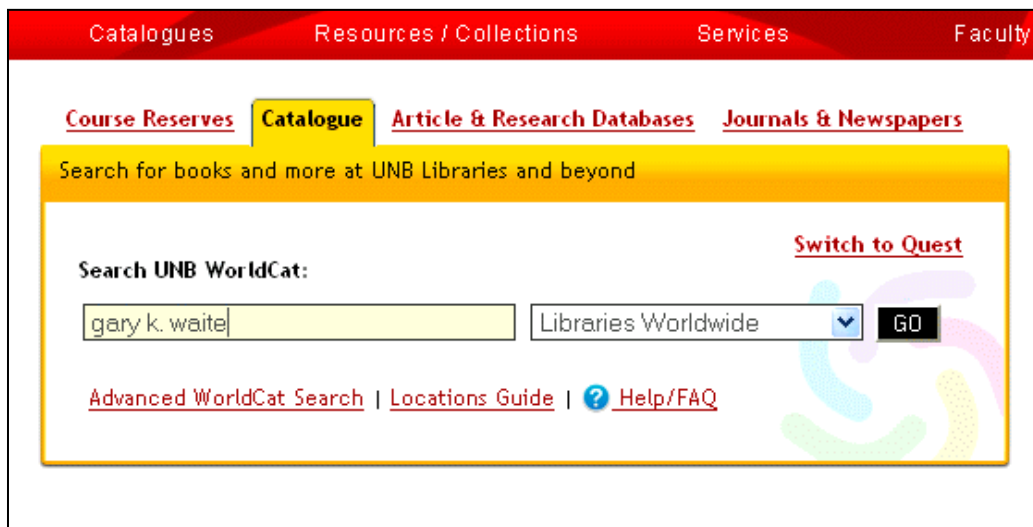 Catalogues Resources / Collections Services Faculty
Course Reserves Catalogue Article & Research Databases Journals & Newspapers
Search for books and more at UNB Libraries and beyond
Switch to Quest
Search UNB WorldCat:
gary k. waite Libraries Worldwide GO
Advanced WorldCat Search | Locations Guide | ? Help/FAQ